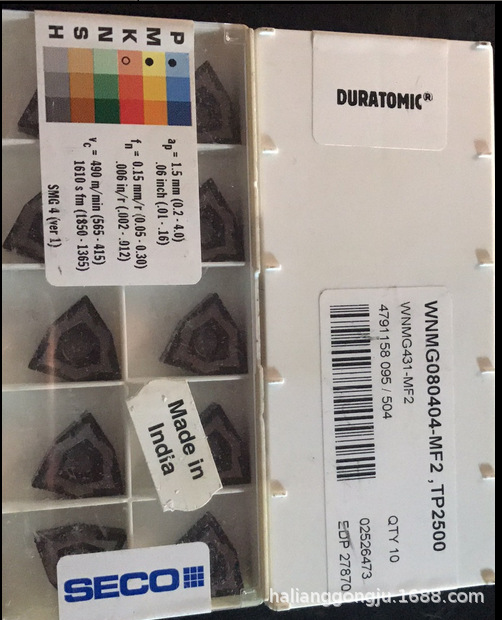 P M K N S H
ap = 1.5 mm (0.2 - 4.0)
.06 inch (.01 - .16)
fn = 0.15 mm/r (0.05 - 0.30)
.006 in/r (.002 - .012)
vc = 490 m/min (565 - 415)
1610 s fm (1850 - 1365)
SMG 4 (ver 1)
Made in
India
SECO
DURATOMIC®
WNMG080404-MF2 ,TP2500
WNMG431-MF2
4791158 095 / 504
QTY 10
02526473
EDP 27870
halianggongju.1688.com